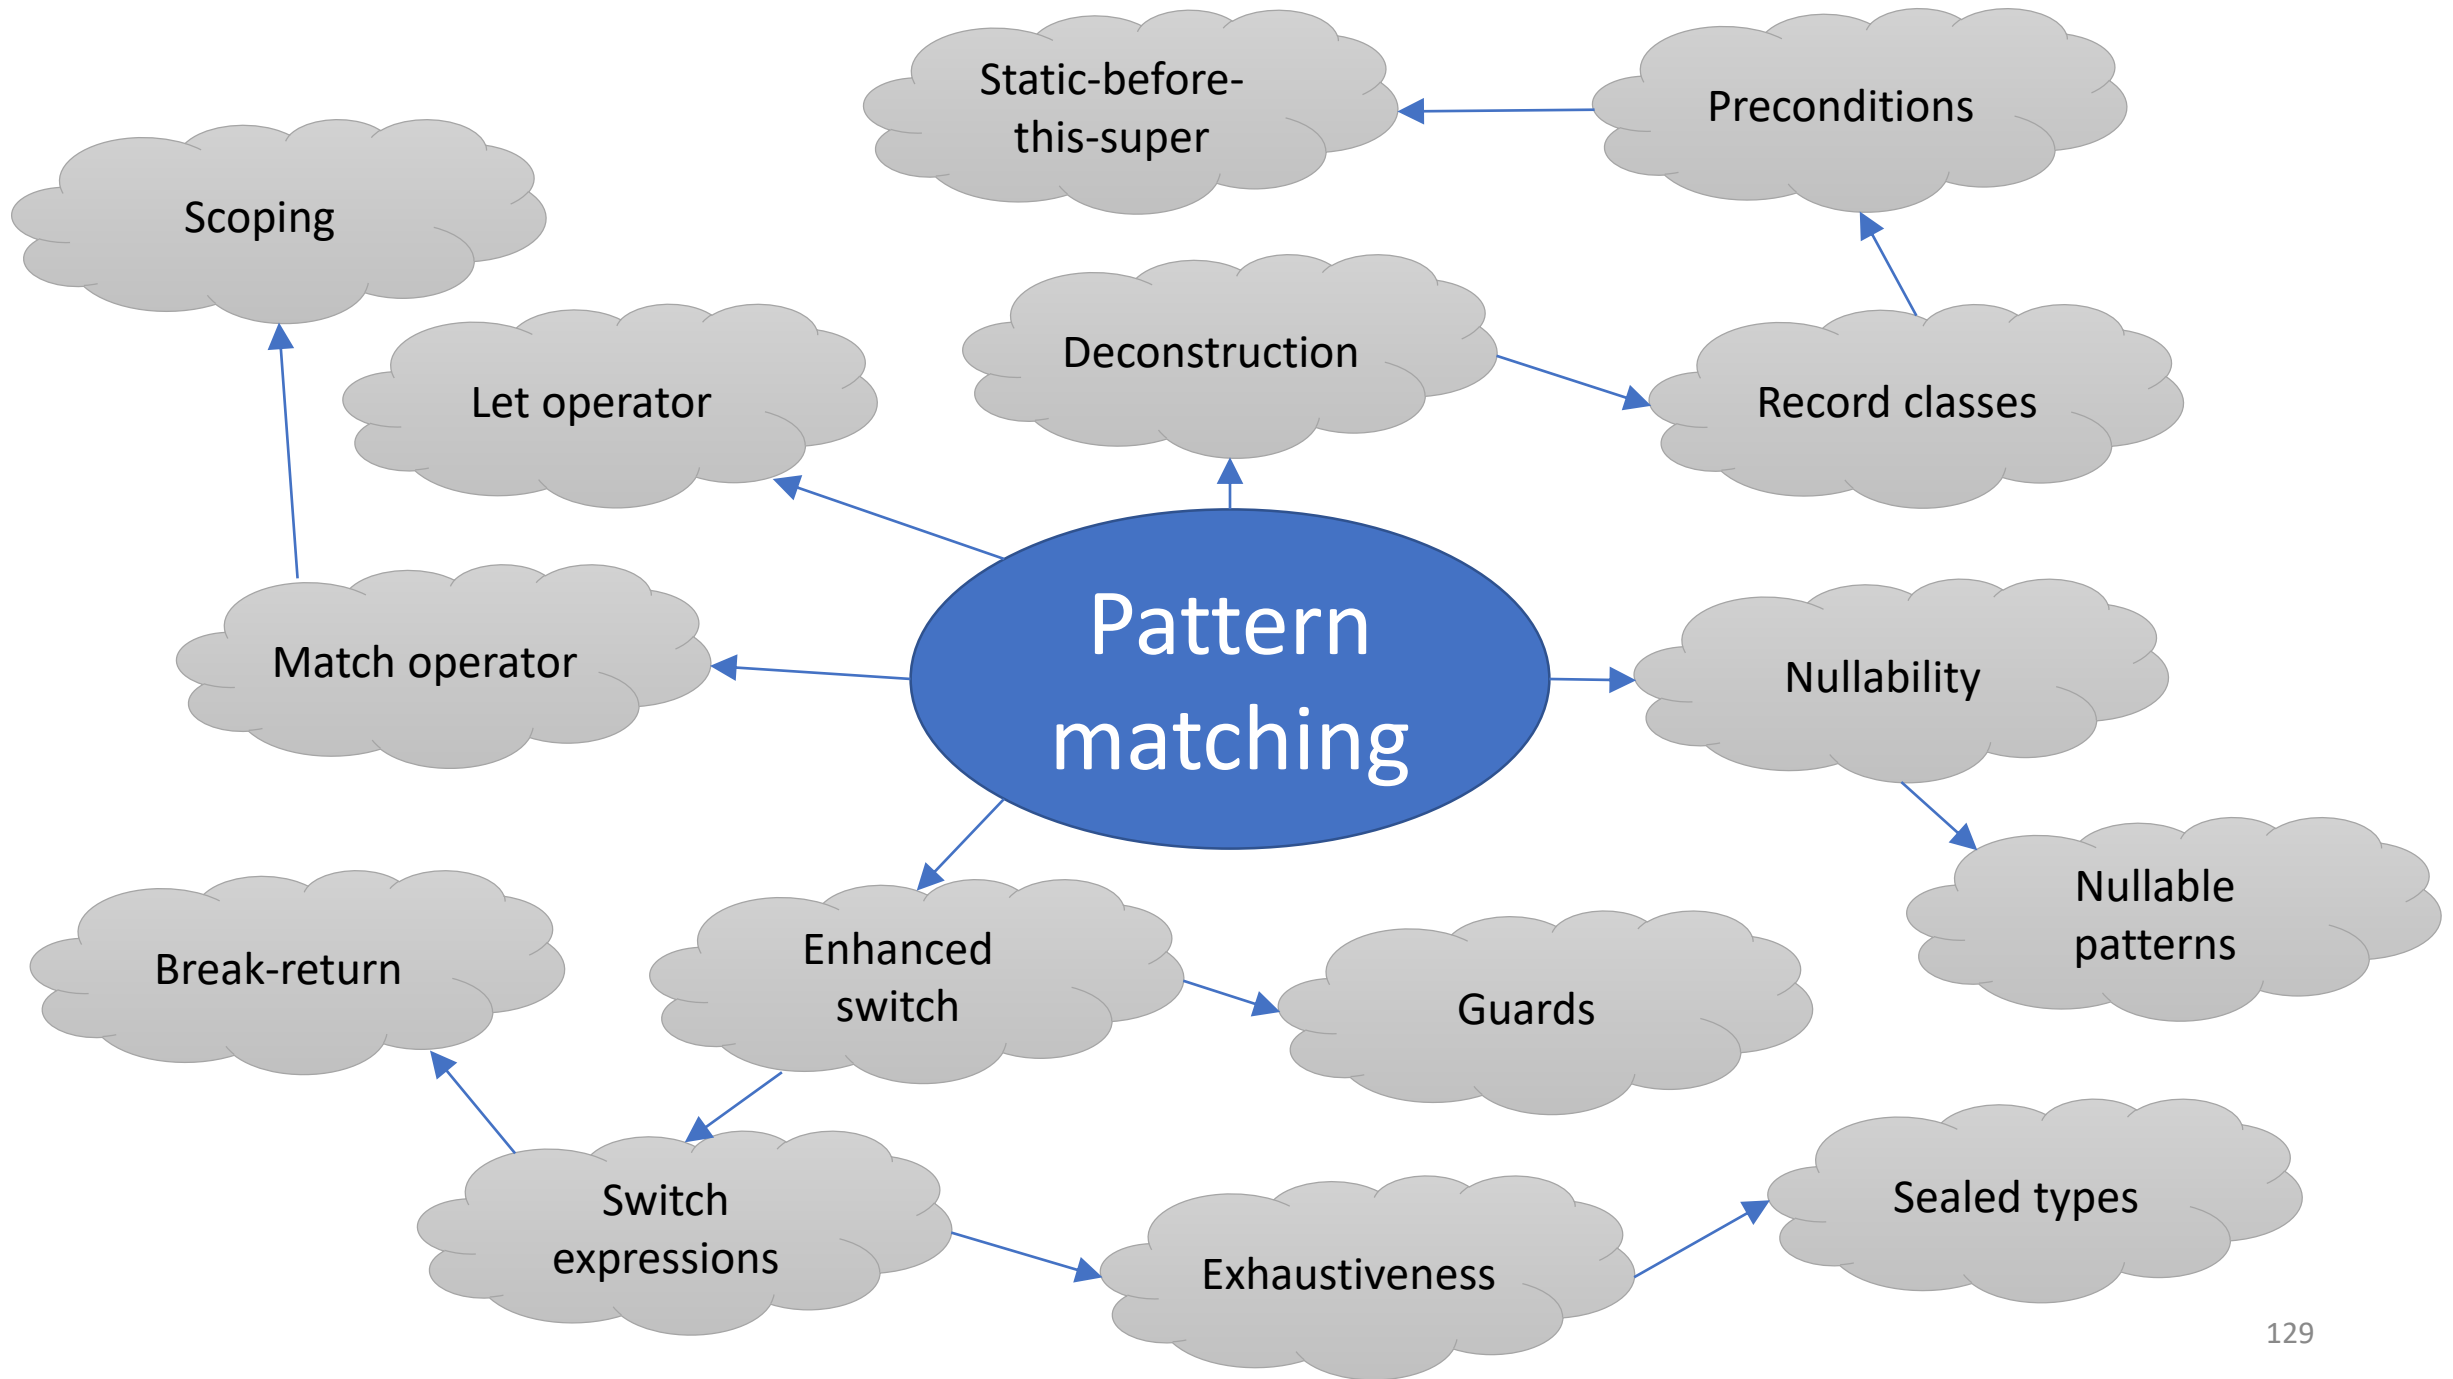 Static-before-
this-super
Preconditions
Scoping
Deconstruction
Let operator
Record classes
Pattern
matching
Match operator
Nullability
Nullable
patterns
Break-return
Enhanced
switch
Guards
Switch
expressions
Exhaustiveness
Sealed types
129